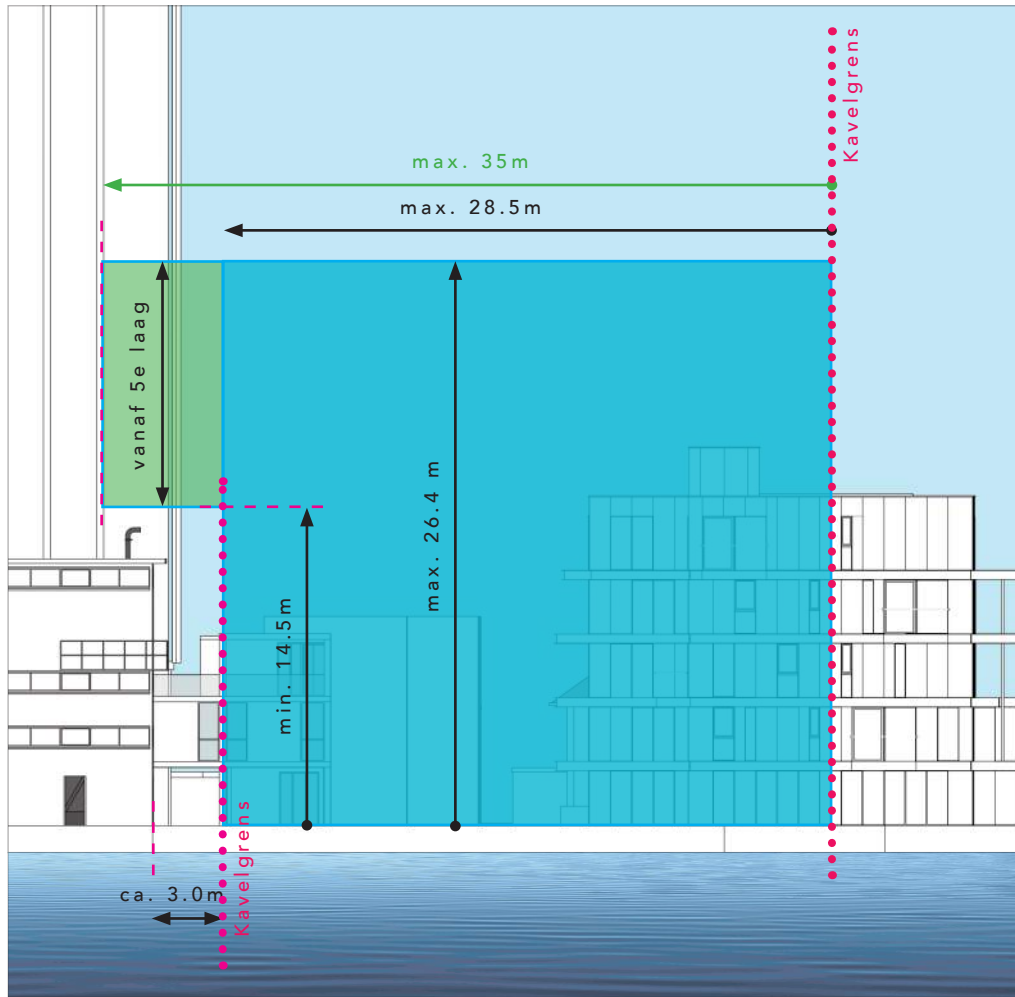 Kavelgrens
max. 35m
max. 28.5m
vanaf 5e laag
max. 26.4 m
min. 14.5m
ca. 3.0m
Kavelgrens